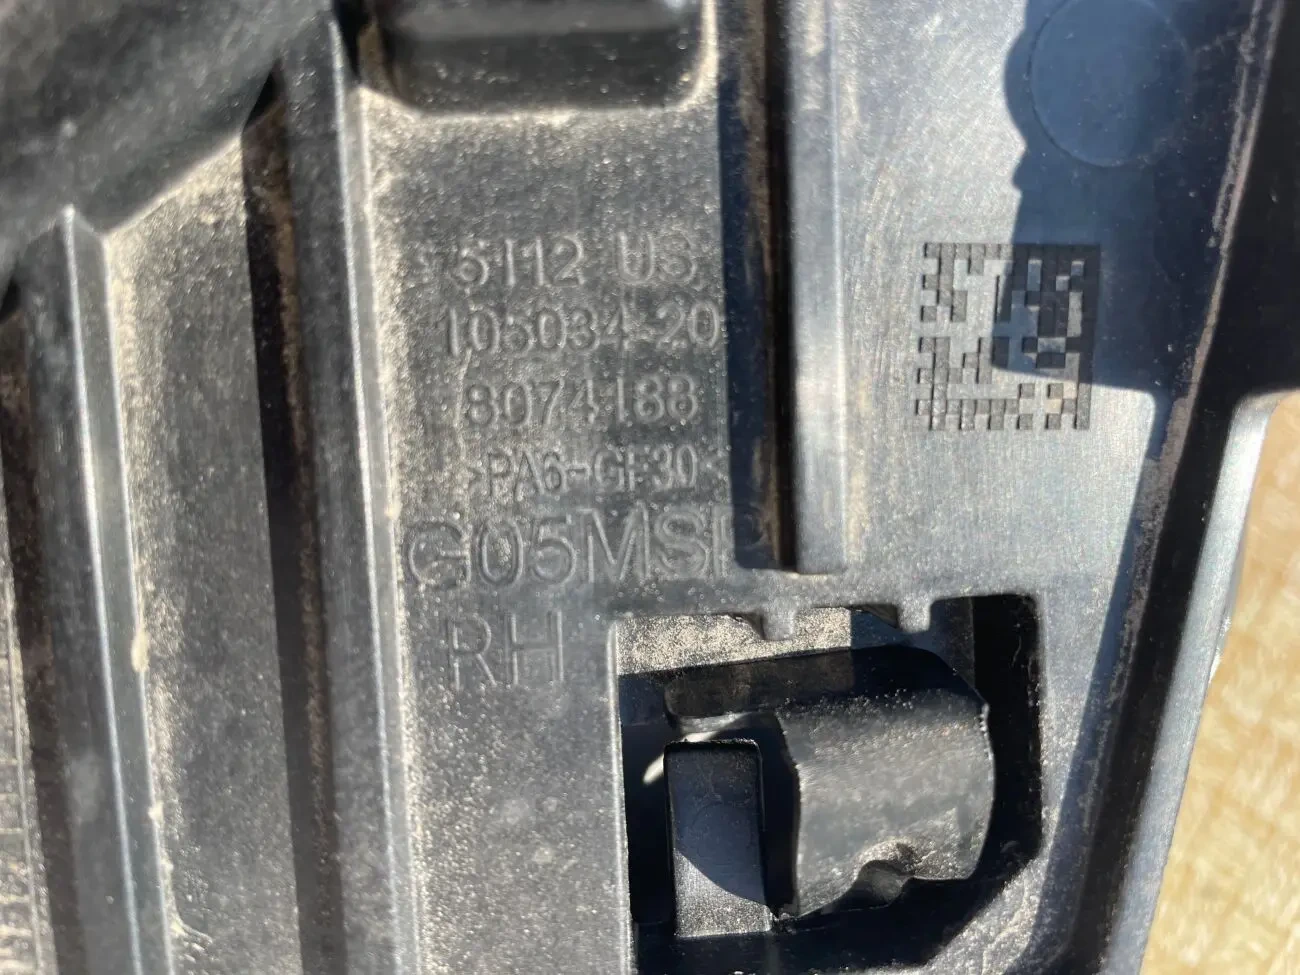 5112 US
105034-20
8074188
>PA6-GF30<
G05MSP
RH